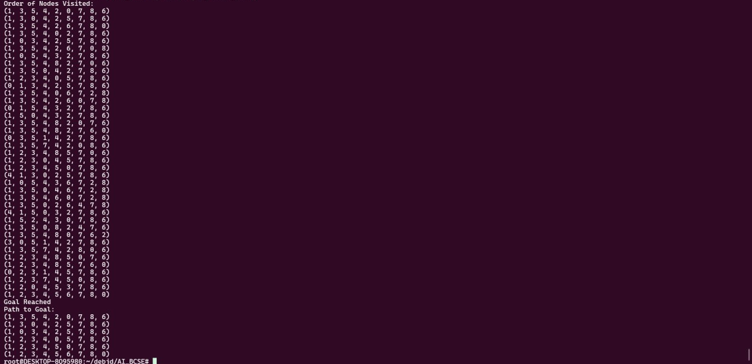 Order of Nodes Visited:
(1, 3, 5, 4, 2, 0, 7, 8, 6)
(1, 3, 0, 4, 2, 5, 7, 8, 6)
(1, 3, 5, 4, 2, 6, 7, 8, 0)
(1, 3, 5, 4, 0, 2, 7, 8, 6)
(1, 0, 3, 4, 2, 5, 7, 8, 6)
(1, 3, 5, 4, 2, 6, 7, 0, 8)
(1, 0, 5, 4, 3, 2, 7, 8, 6)
(1, 3, 5, 4, 8, 2, 7, 0, 6)
(1, 3, 5, 0, 4, 2, 7, 8, 6)
(1, 2, 3, 4, 0, 5, 7, 8, 6)
(0, 1, 3, 4, 2, 5, 7, 8, 6)
(1, 3, 5, 4, 0, 6, 7, 2, 8)
(1, 3, 5, 4, 2, 6, 0, 7, 8)
(0, 1, 5, 4, 3, 2, 7, 8, 6)
(1, 5, 0, 4, 3, 2, 7, 8, 6)
(1, 3, 5, 4, 8, 2, 0, 7, 6)
(1, 3, 5, 4, 8, 2, 7, 6, 0)
(0, 3, 5, 1, 4, 2, 7, 8, 6)
(1, 3, 5, 7, 4, 2, 0, 8, 6)
(1, 2, 3, 4, 8, 5, 7, 0, 6)
(1, 2, 3, 0, 4, 5, 7, 8, 6)
(1, 2, 3, 4, 5, 0, 7, 8, 6)
(4, 1, 3, 0, 2, 5, 7, 8, 6)
(1, 0, 5, 4, 3, 6, 7, 2, 8)
(1, 3, 5, 0, 4, 6, 7, 2, 8)
(1, 3, 5, 4, 6, 0, 7, 2, 8)
(1, 3, 5, 0, 2, 6, 4, 7, 8)
(4, 1, 5, 0, 3, 2, 7, 8, 6)
(1, 5, 2, 4, 3, 0, 7, 8, 6)
(1, 3, 5, 0, 8, 2, 4, 7, 6)
(1, 3, 5, 4, 8, 0, 7, 6, 2)
(3, 0, 5, 1, 4, 2, 7, 8, 6)
(1, 3, 5, 7, 4, 2, 8, 0, 6)
(1, 2, 3, 4, 8, 5, 0, 7, 6)
(1, 2, 3, 4, 8, 5, 7, 6, 0)
(0, 2, 3, 1, 4, 5, 7, 8, 6)
(1, 2, 3, 7, 4, 5, 0, 8, 6)
(1, 2, 0, 4, 5, 3, 7, 8, 6)
(1, 2, 3, 4, 5, 6, 7, 8, 0)
Goal Reached
Path to Goal:
(1, 3, 5, 4, 2, 0, 7, 8, 6)
(1, 3, 0, 4, 2, 5, 7, 8, 6)
(1, 0, 3, 4, 2, 5, 7, 8, 6)
(1, 2, 3, 4, 0, 5, 7, 8, 6)
(1, 2, 3, 4, 5, 0, 7, 8, 6)
(1, 2, 3, 4, 5, 6, 7, 8, 0)
root@DESKTOP-8O95980:~/debjd/AI_BCSE#